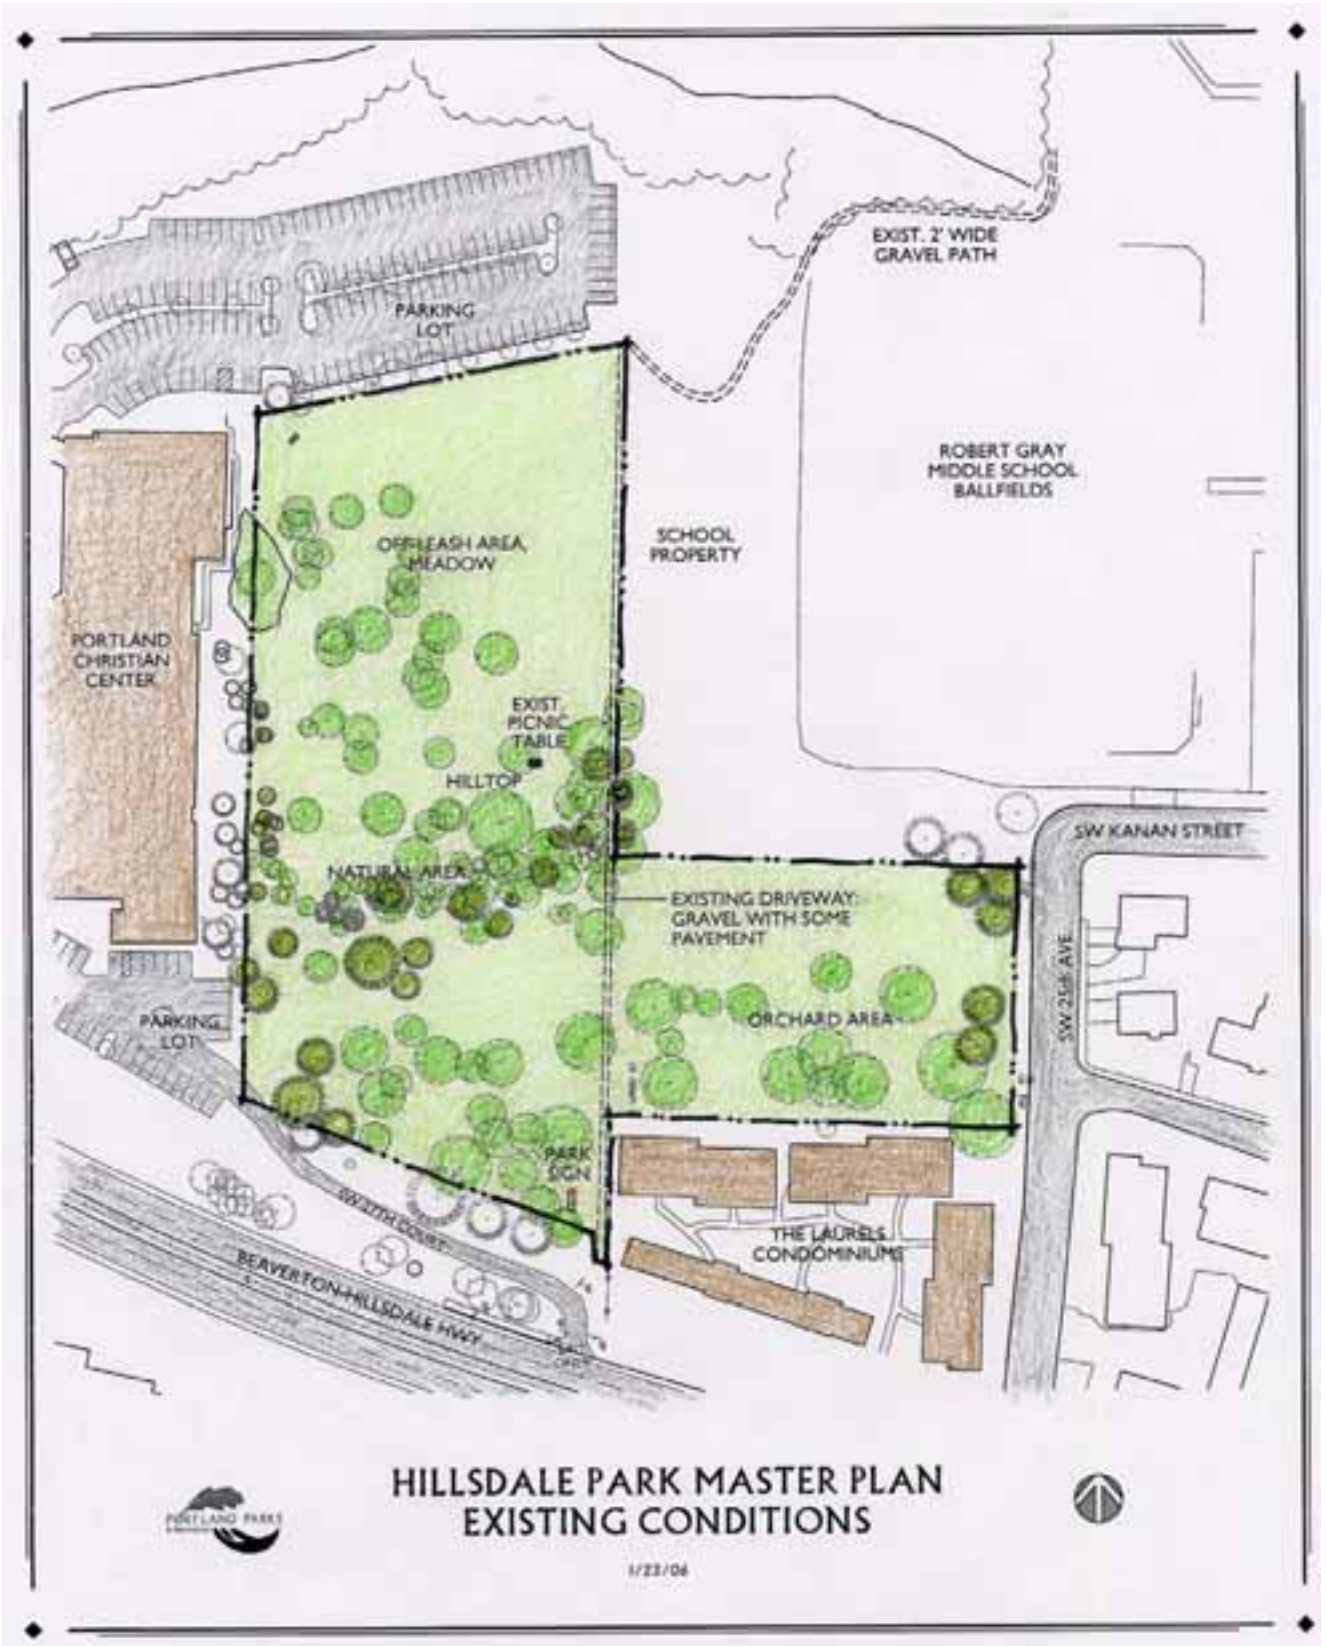 EXIST. 2' WIDE
GRAVEL PATH
PARKING
LOT
ROBERT GRAY
MIDDLE SCHOOL
BALLFIELDS
SCHOOL
PROPERTY
OFF-LEASH AREA,
MEADOW
PORTLAND
CHRISTIAN
CENTER
EXIST.
PICNIC
TABLE
HILLTOP
SW KANAN STREET
NATURAL AREA
EXISTING DRIVEWAY:
GRAVEL WITH SOME
PAVEMENT
SW 25th AVE
PARKING
LOT
ORCHARD AREA
PARK
SIGN
SW 27TH COURT
THE LAURELS
CONDOMINIUMS
BEAVERTON-HILLSDALE HWY
HILLSDALE PARK MASTER PLAN
EXISTING CONDITIONS
PORTLAND PARKS
1/23/06